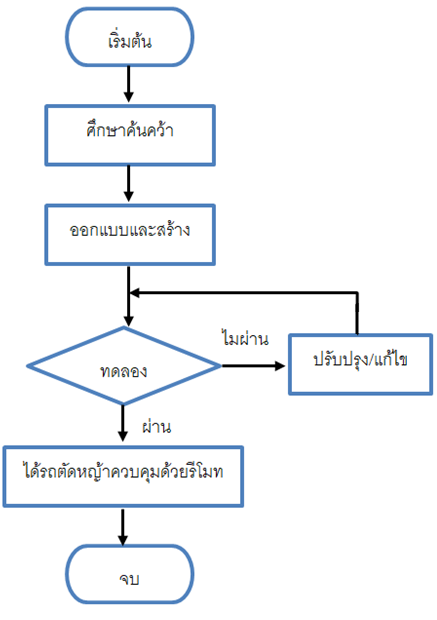 เริ่มต้น
ศึกษาค้นคว้า
ออกแบบและสร้าง
ทดลอง
ไมผ่าน
ปรับปรุง/แก้ไข
ผ่าน
ได้รถตัดหญ้าควบคุมด้วยรีโมท
จบ